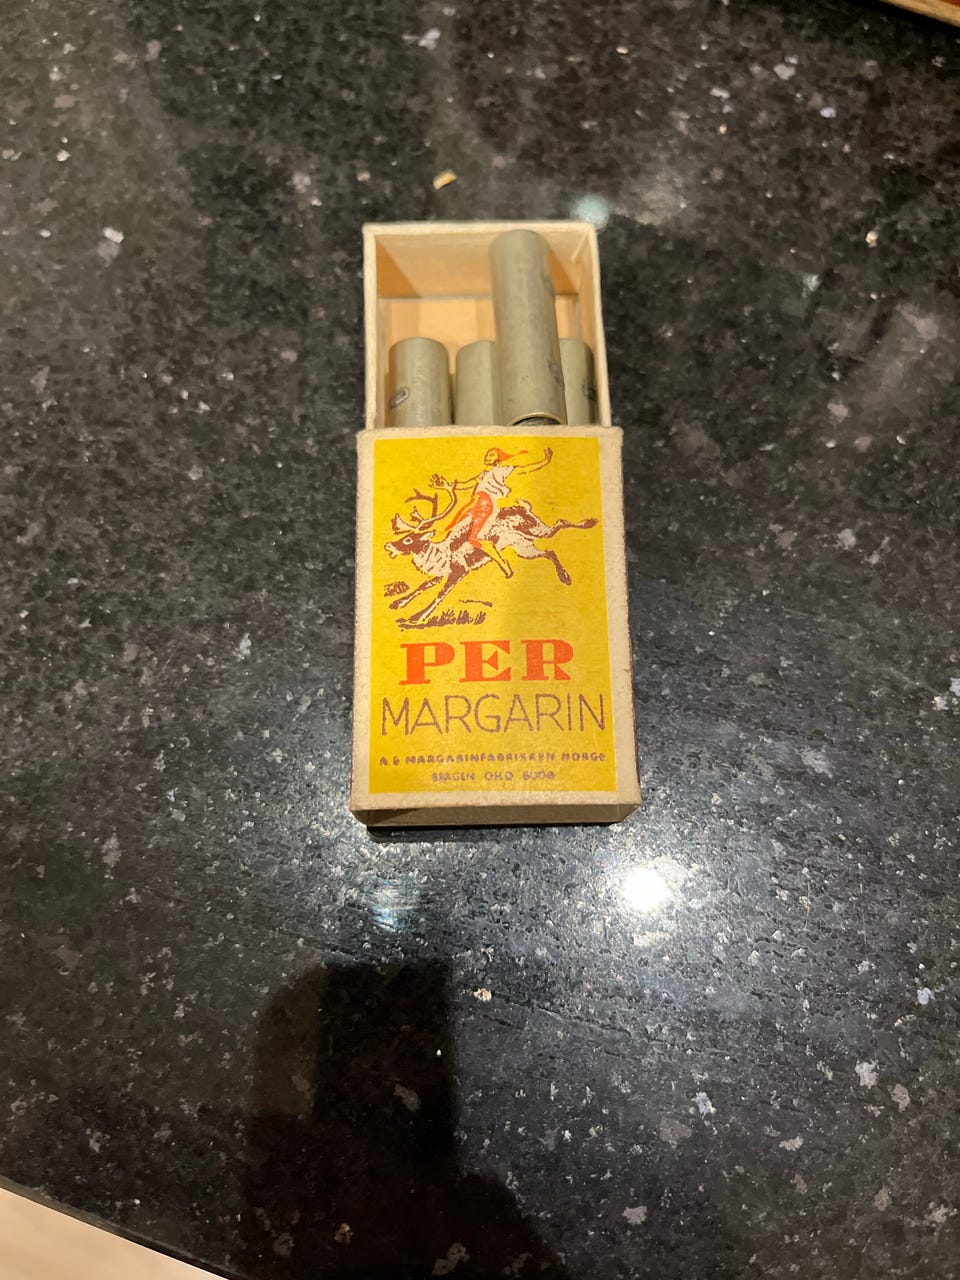 PER
MARGARIN
A.S MARGARINFABRIKKEN NORGE
BERGEN OSLO BODØ